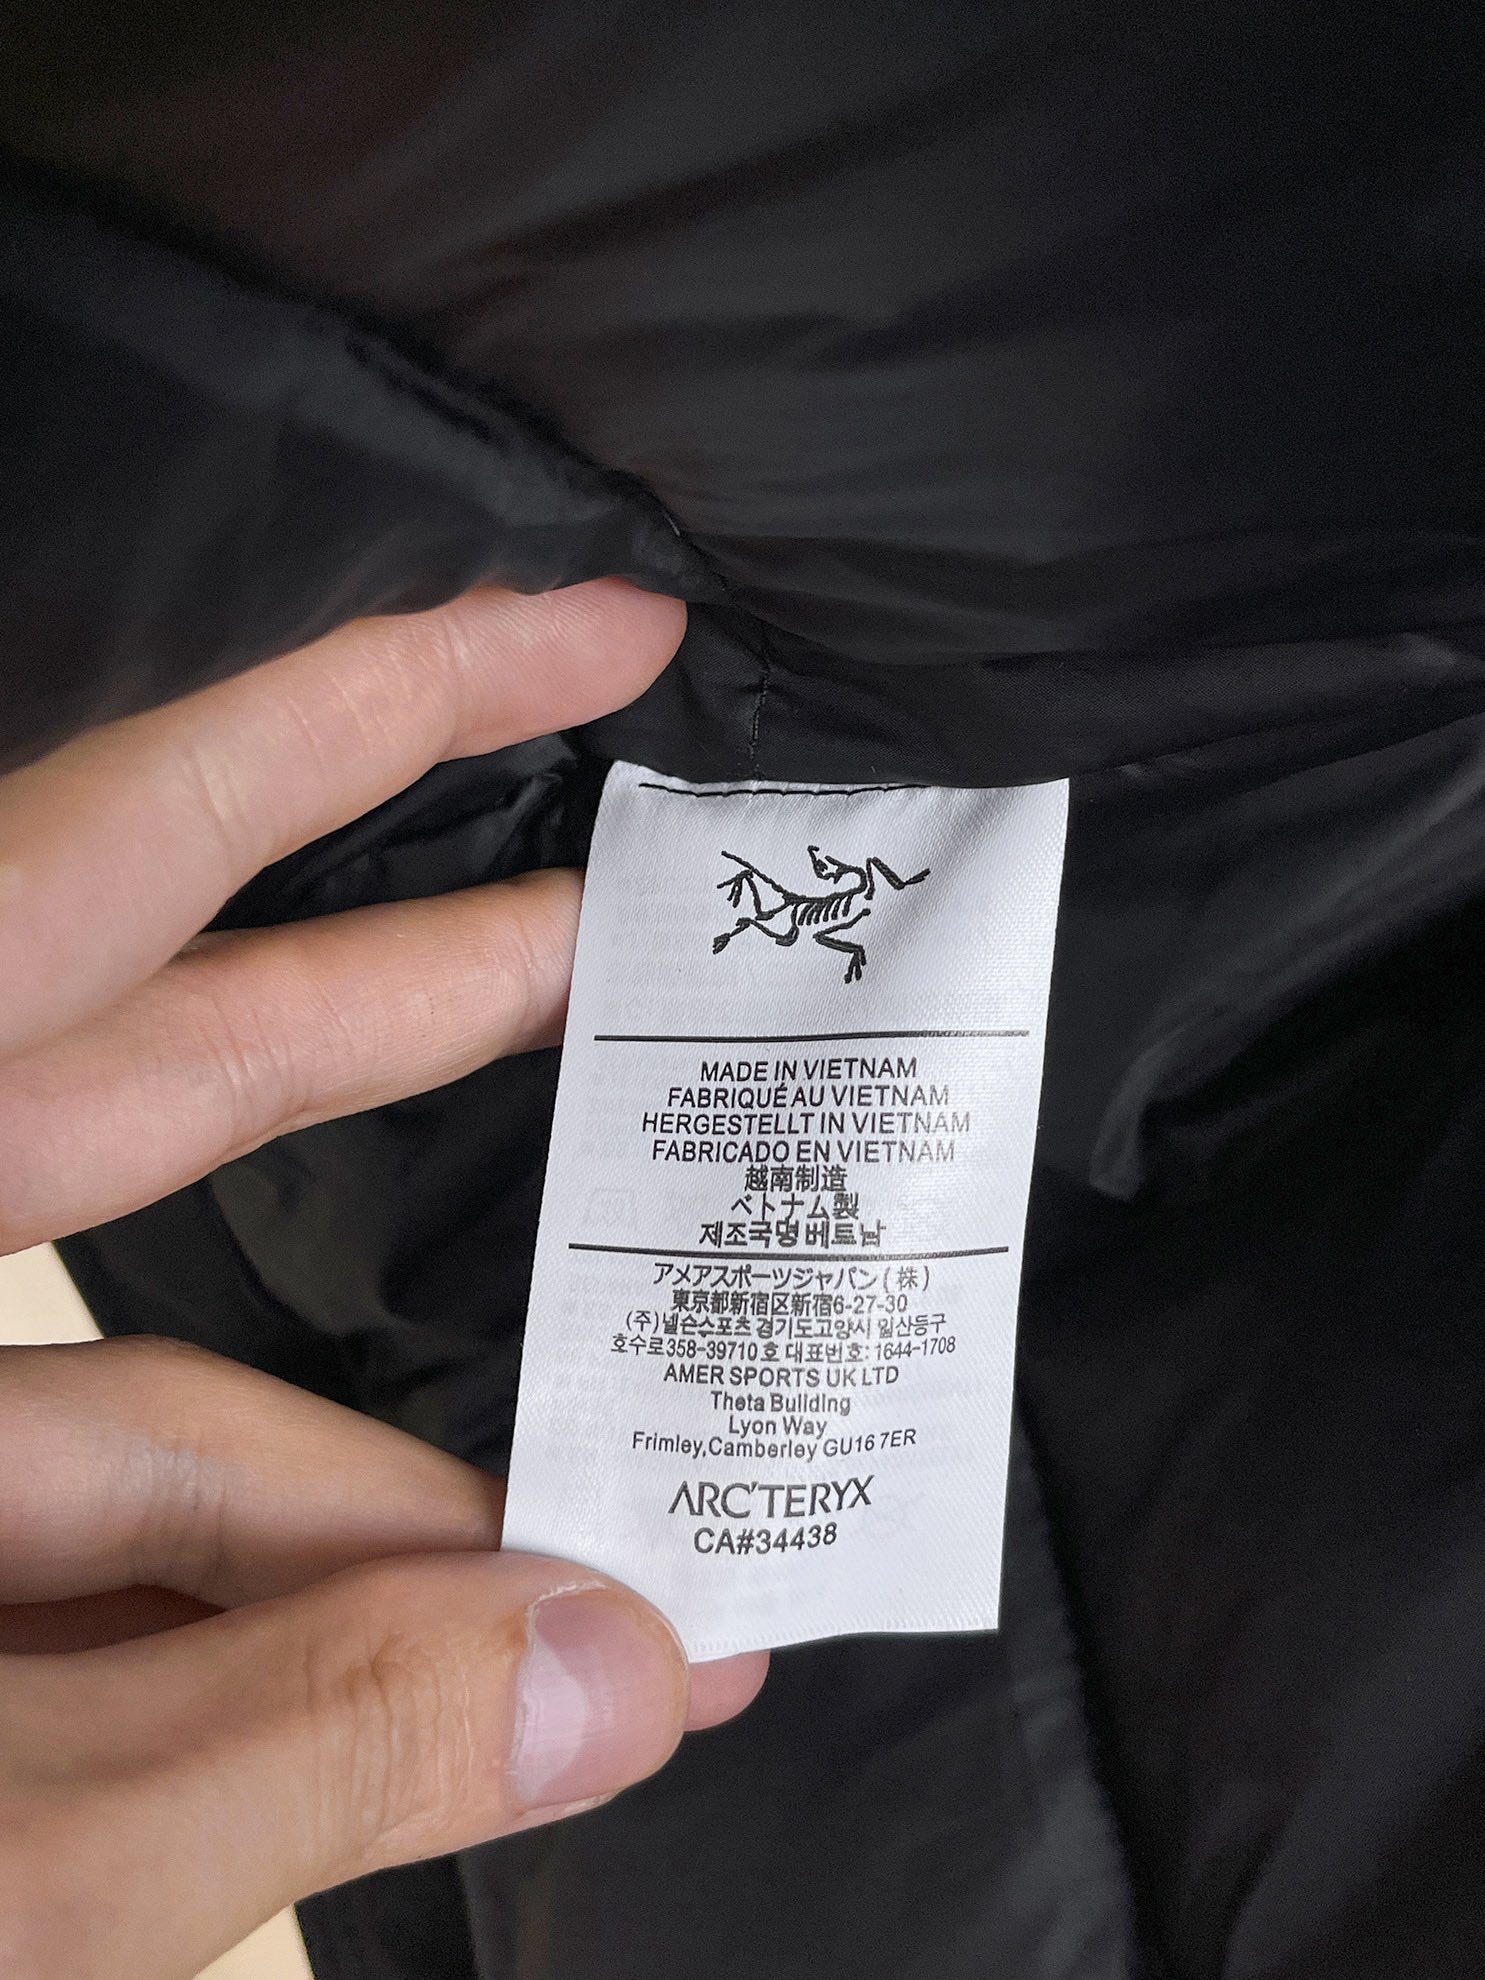 MADE IN VIETNAM
FABRIQUÉ AU VIETNAM
HERGESTELLT IN VIETNAM
FABRICADO EN VIETNAM
越南制造
ベトナム製
제조국명 베트남
アメアスポーツジャパン(株)
東京都新宿区新宿6-27-30
(주)넬슨스포츠 경기도고양시 일산동구
호수로358-39710호 대표번호: 1644-1708
AMER SPORTS UK LTD
Theta Building
Lyon Way
Frimley,Camberley GU16 7ER
ARC'TERYX
CA#34438